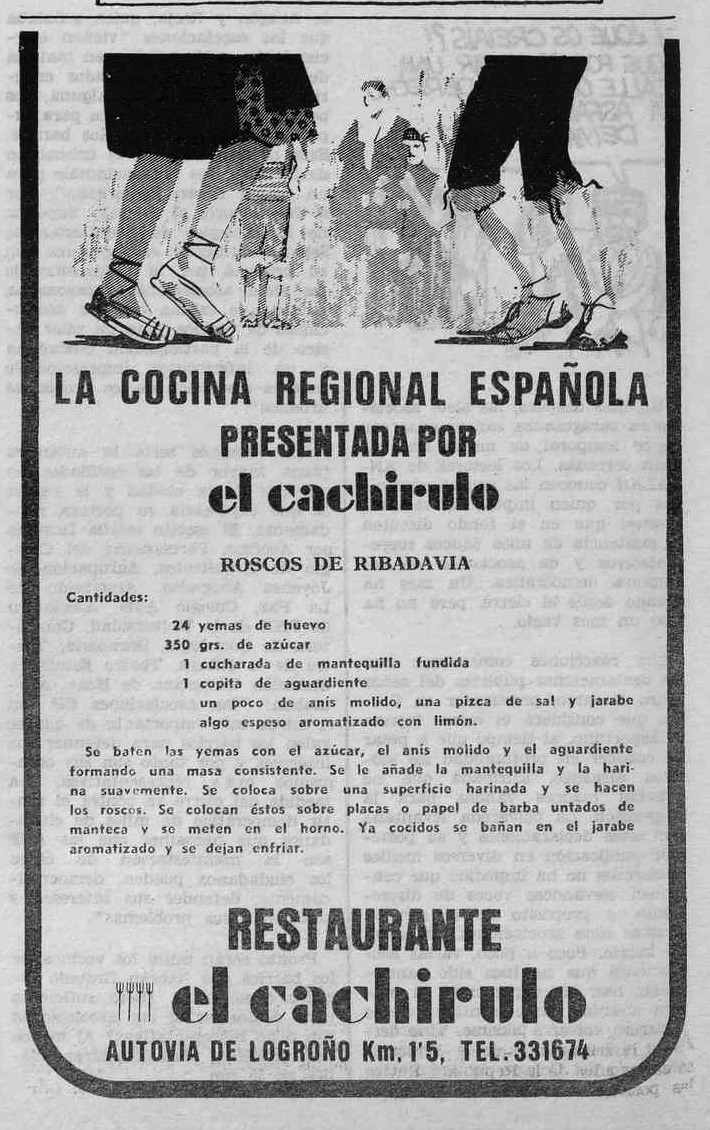 LA COCINA REGIONAL ESPAÑOLA
PRESENTADA POR
el cachirulo
ROSCOS DE RIBADAVIA
Cantidades:
24 yemas de huevo
350 grs. de azúcar
1 cucharada de mantequilla fundida
1 copita de aguardiente
un poco de anís molido, una pizca de sal y jarabe
algo espeso aromatizado con limón.
Se baten las yemas con el azúcar, el anís molido y el aguardiente
formando una masa consistente. Se le añade la mantequilla y la hari-
na suavemente. Se coloca sobre una superficie harinada y se hacen
los roscos. Se colocan éstos sobre placas o papel de barba untados de
manteca y se meten en el horno. Ya cocidos se bañan en el jarabe
aromatizado y se dejan enfriar.
RESTAURANTE
el cachirulo
AUTOVIA DE LOGROÑO Km. 1'5, TEL. 331674